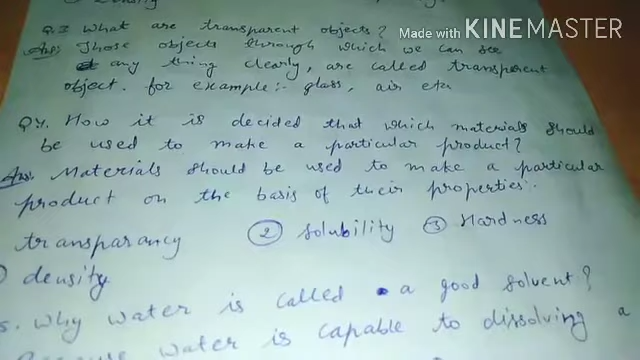 Made with KINEMASTER
Q.3 What are transparent objects?
Ans: Those objects through which we can see
any thing clearly, are called transparent
object. for example:- glass, air etc
Q4. How it is decided that which materials should
be used to make a particular product?
Ans: Materials should be used to make a particular
product on the basis of their properties:-
transparancy ② solubility ③ Hardness
density
s. Why water is called a good solvent?
water is capable to dissolving a